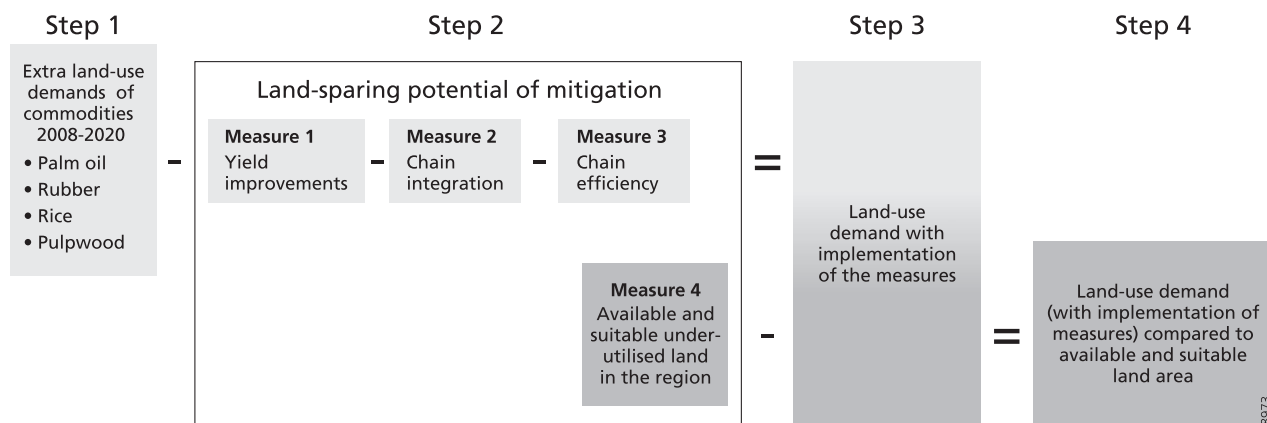 Step 1
Step 2
Step 3
Step 4
Extra land-use
demands of
commodities
2008-2020
• Palm oil
• Rubber
• Rice
• Pulpwood
-
Land-sparing potential of mitigation
Measure 1
Yield
improvements
-
Measure 2
Chain
integration
-
Measure 3
Chain
efficiency
=
Measure 4
Available and
suitable under-
utilised land
in the region
-
Land-use
demand with
implementation
of the measures
=
Land-use demand
(with implementation of
measures) compared to
available and suitable
land area